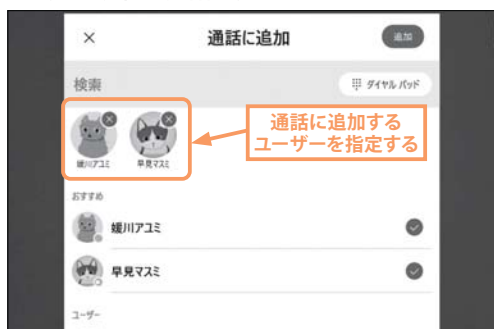 × 通話に追加 追加
検索 ダイヤルパッド
媛川アユミ 早見マスミ
通話に追加する
ユーザーを指定する
おすすめ
媛川アユミ
早見マスミ
ユーザー